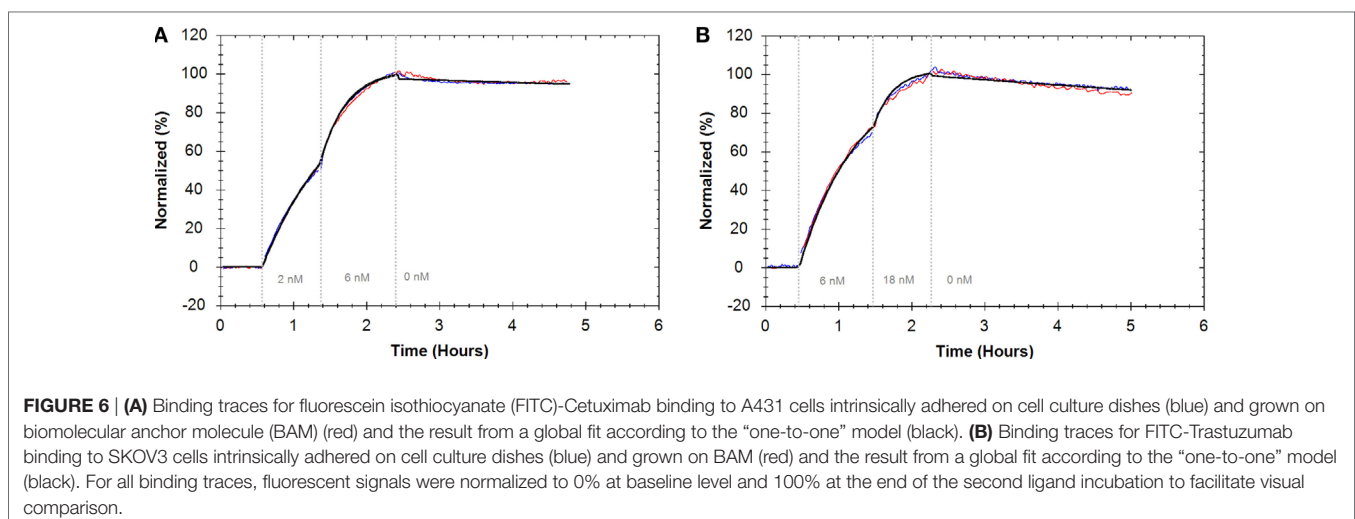 A
B
120
100
80
60
40
20
0
-20
Normalized (%)
2 nM
6 nM
0 nM
0
1
2
3
4
5
6
Time (Hours)
120
100
80
60
40
20
0
-20
Normalized (%)
6 nM
18 nM
0 nM
0
1
2
3
4
5
6
Time (Hours)
FIGURE 6 | (A) Binding traces for fluorescein isothiocyanate (FITC)-Cetuximab binding to A431 cells intrinsically adhered on cell culture dishes (blue) and grown on
biomolecular anchor molecule (BAM) (red) and the result from a global fit according to the “one-to-one” model (black). (B) Binding traces for FITC-Trastuzumab
binding to SKOV3 cells intrinsically adhered on cell culture dishes (blue) and grown on BAM (red) and the result from a global fit according to the “one-to-one” model
(black). For all binding traces, fluorescent signals were normalized to 0% at baseline level and 100% at the end of the second ligand incubation to facilitate visual
comparison.